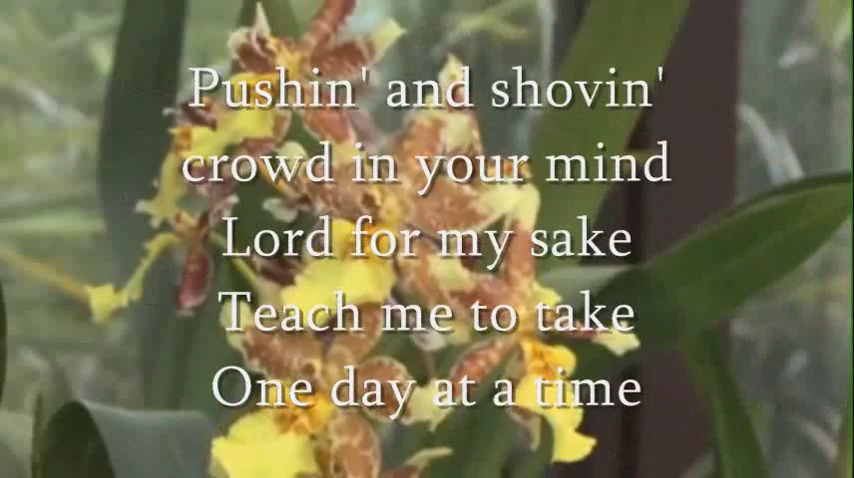 Pushin' and shovin'
crowd in your mind
Lord for my sake
Teach me to take
One day at a time